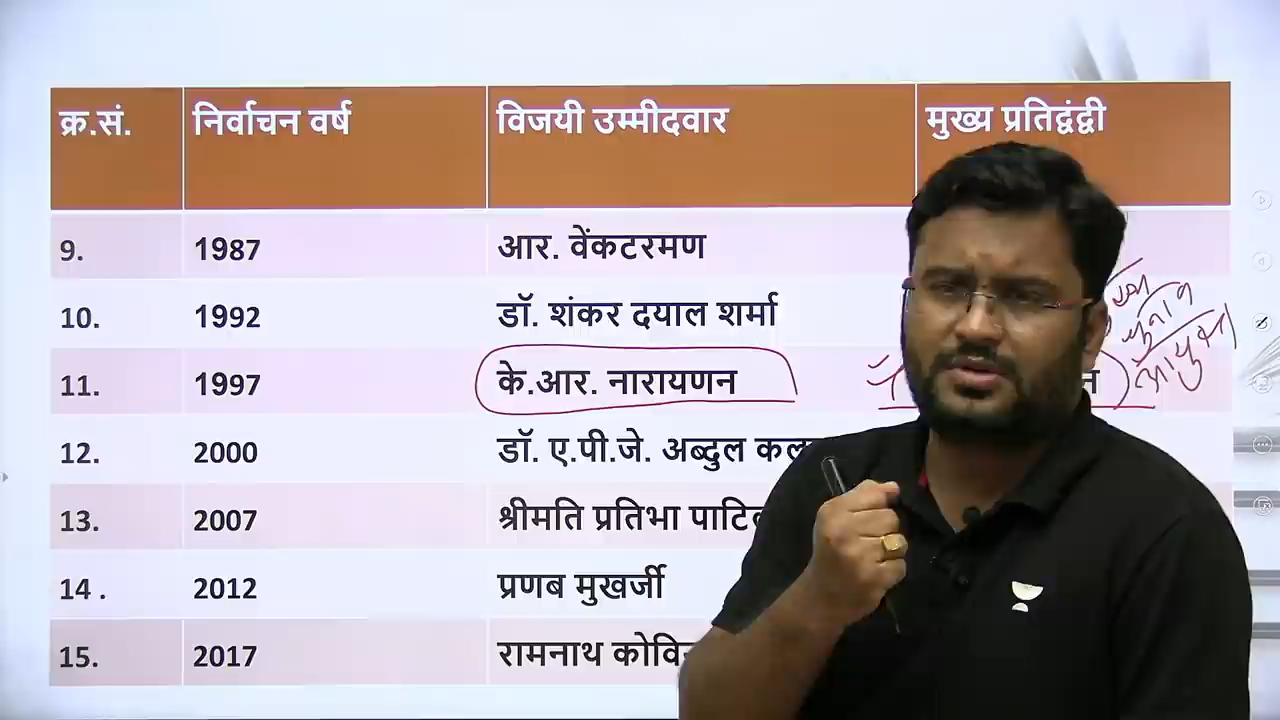 क्र.सं. निर्वाचन वर्ष विजयी उम्मीदवार मुख्य प्रतिद्वंद्वी
9. 1987 आर. वेंकटरमण
10. 1992 डॉ. शंकर दयाल शर्मा
11. 1997 के.आर. नारायणन
12. 2000 डॉ. ए.पी.जे. अब्दुल
13. 2007 श्रीमति प्रतिभा
14 . 2012 प्रणब मुखर्जी
15. 2017 रामनाथ